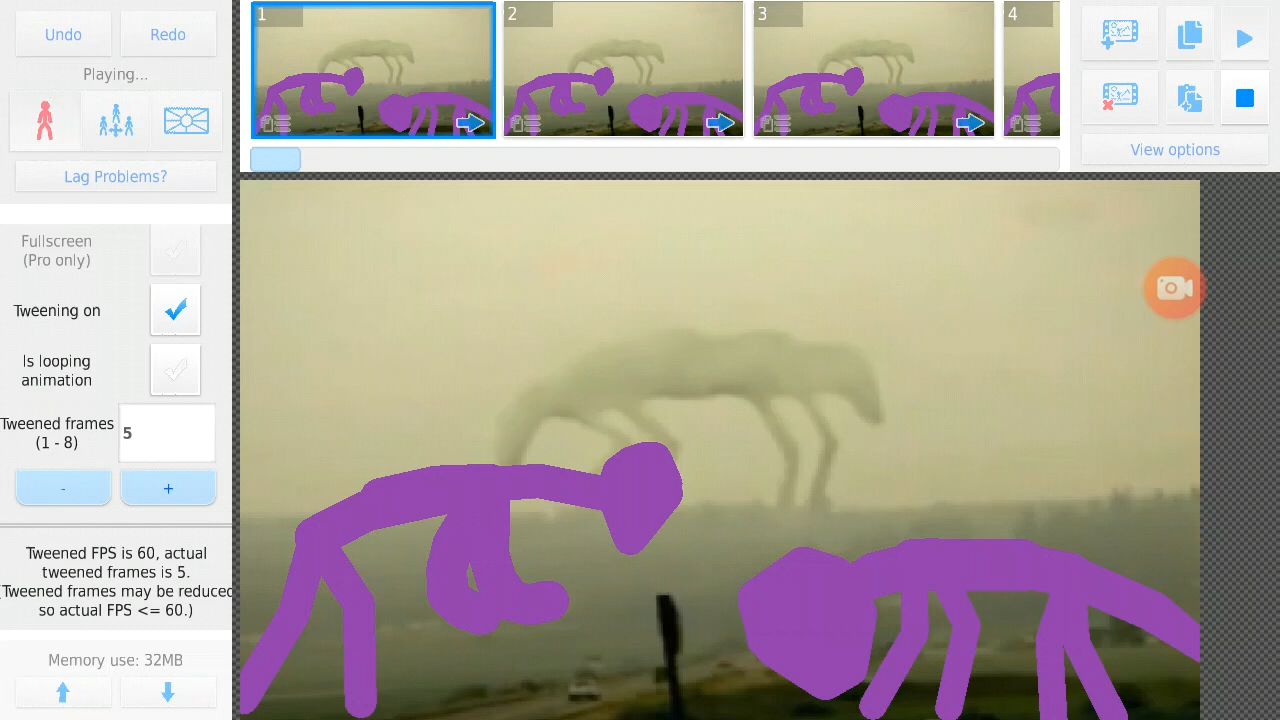 Undo
Redo
Playing...
Lag Problems?
Fullscreen
(Pro only)
Tweening on
Is looping
animation
Tweened frames
(1 - 8)
5
-
+
Tweened FPS is 60, actual
tweened frames is 5.
(Tweened frames may be reduced
so actual FPS <= 60.)
Memory use: 32MB
1
2
3
4
View options